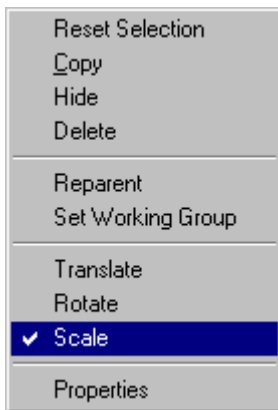 Reset Selection
Copy
Hide
Delete
Reparent
Set Working Group
Translate
Rotate
Scale
Properties